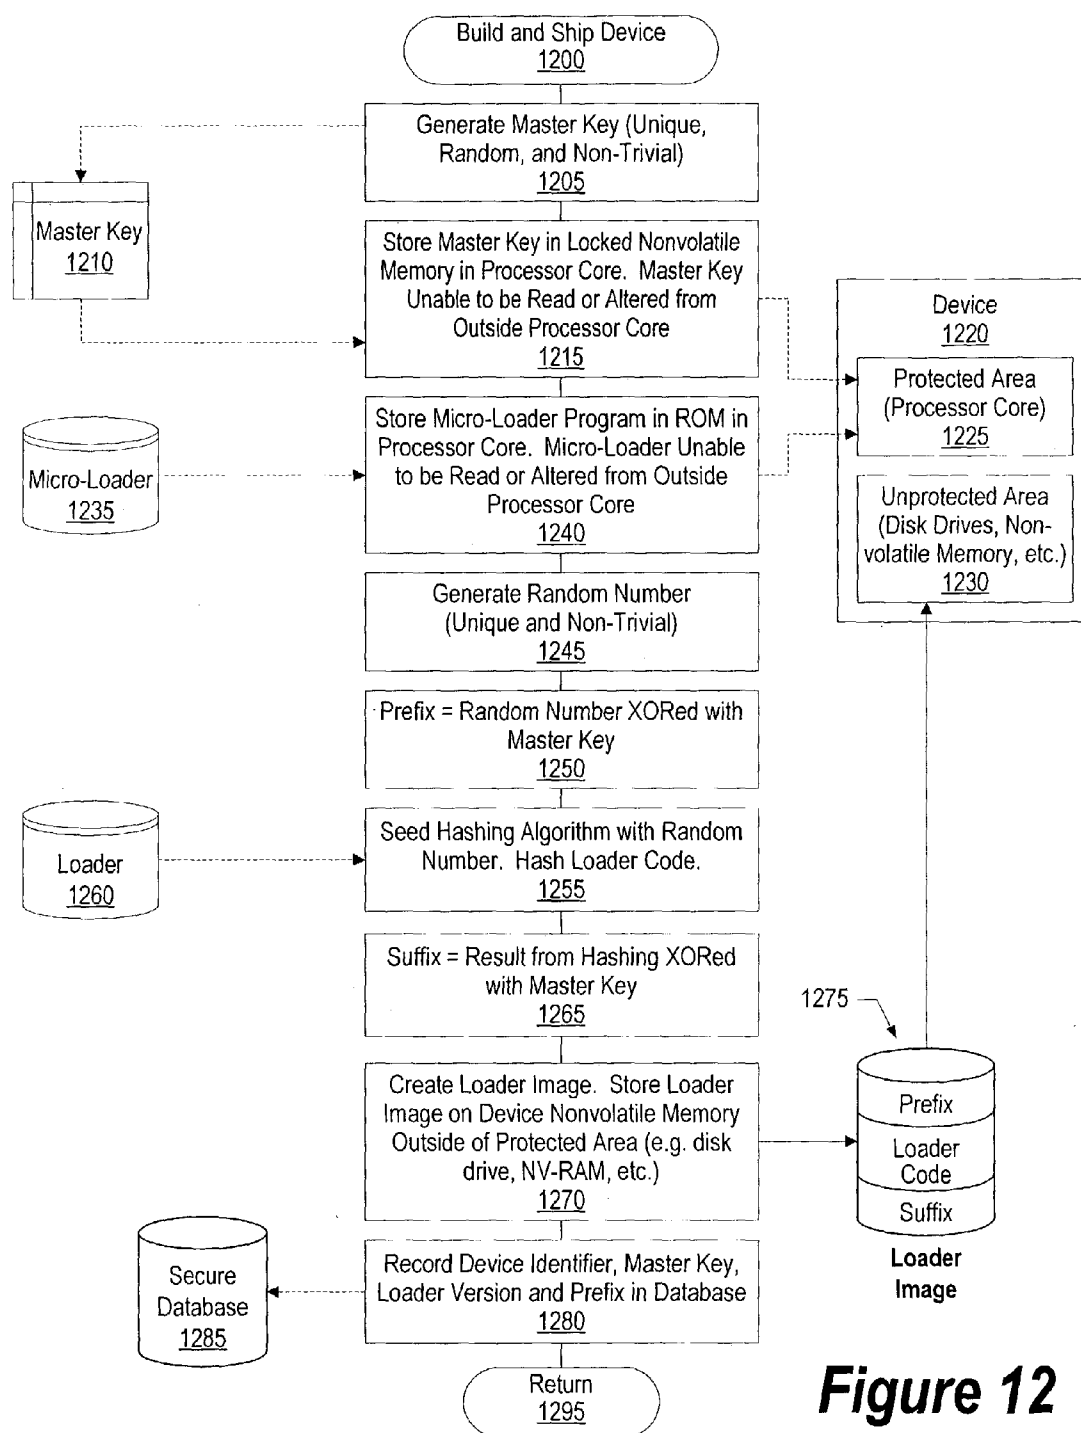 Build and Ship Device
1200
Generate Master Key (Unique,
Random, and Non-Trivial)
1205
Master Key
1210
Store Master Key in Locked Nonvolatile
Memory in Processor Core. Master Key
Unable to be Read or Altered from
Outside Processor Core
1215
Device
1220
Protected Area
(Processor Core)
1225
Unprotected Area
(Disk Drives, Non-
volatile Memory, etc.)
1230
Micro-Loader
1235
Store Micro-Loader Program in ROM in
Processor Core. Micro-Loader Unable
to be Read or Altered from Outside
Processor Core
1240
Generate Random Number
(Unique and Non-Trivial)
1245
Prefix = Random Number XORed with
Master Key
1250
Loader
1260
Seed Hashing Algorithm with Random
Number. Hash Loader Code.
1255
Suffix = Result from Hashing XORed
with Master Key
1265
1275
Create Loader Image. Store Loader
Image on Device Nonvolatile Memory
Outside of Protected Area (e.g. disk
drive, NV-RAM, etc.)
1270
Prefix
Loader
Code
Suffix
Loader
Image
Secure
Database
1285
Record Device Identifier, Master Key,
Loader Version and Prefix in Database
1280
Return
1295
Figure 12